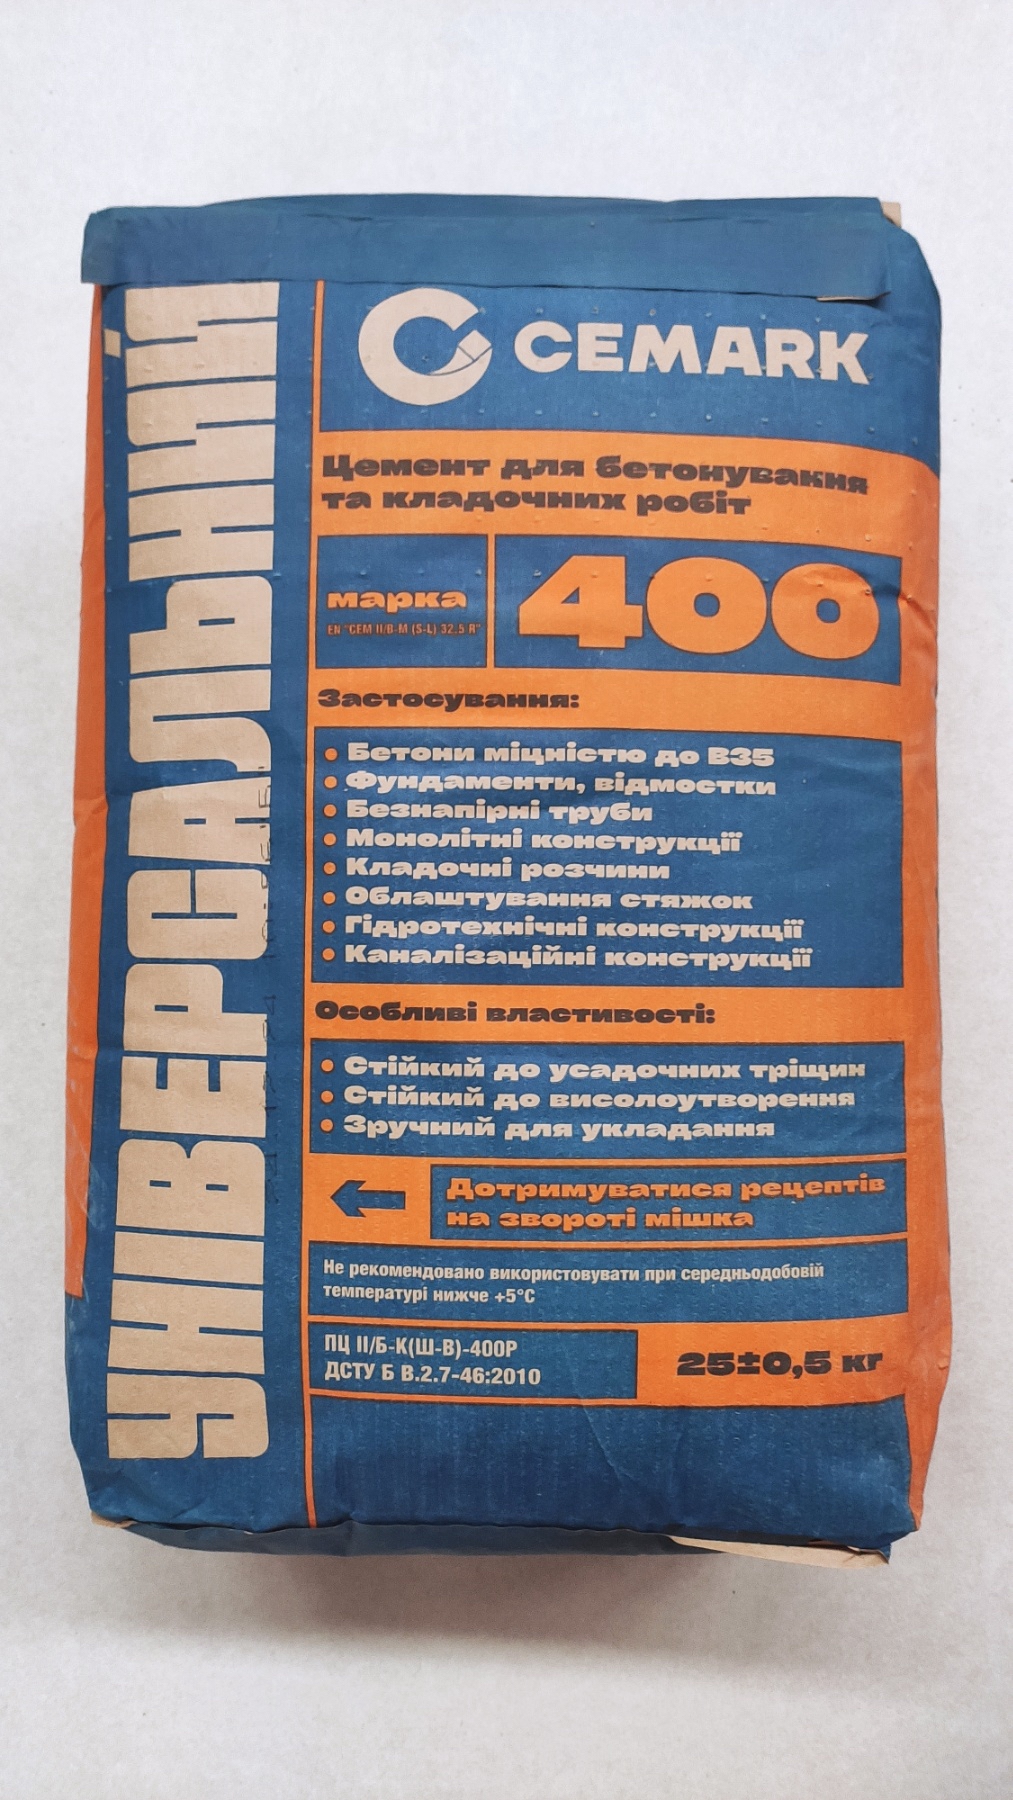 УНІВЕРСАЛЬНИЙ
CEMARK
Цемент для бетонування
та кладочних робіт
марка
EN "CEM II/B-M (S-L) 32.5 R"
400
Застосування:
• Бетони міцністю до В35
• Фундаменти, відмостки
• Безнапірні труби
• Монолітні конструкції
• Кладочні розчини
• Облаштування стяжок
• Гідротехнічні конструкції
• Каналізаційні конструкції
Особливі властивості:
• Стійкий до усадочних тріщин
• Стійкий до висолоутворення
• Зручний для укладання
Дотримуватися рецептів
на звороті мішка
Не рекомендовано використовувати при середньодобовій
температурі нижче +5°С
ПЦ ІІ/Б-К(Ш-В)-400Р
ДСТУ Б В.2.7-46:2010
25±0,5 кг